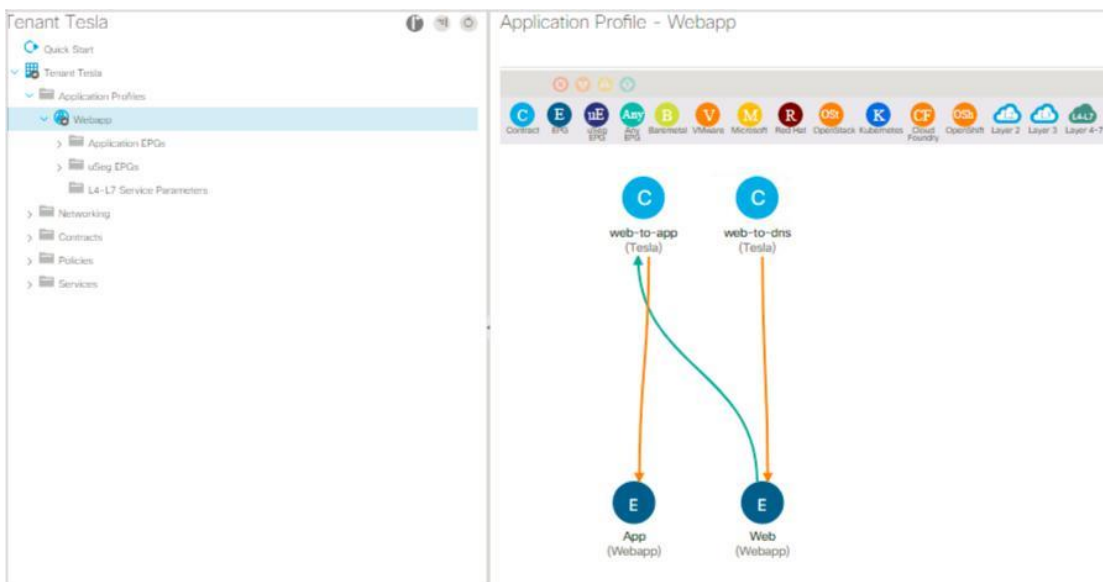 Tenant Tesla
Quick Start
Tenant Tesla
Application Profiles
Webapp
Application EPGs
uSeg EPGs
L4-L7 Service Parameters
Networking
Contracts
Policies
Services
Application Profile - Webapp
C E uE Any B V M R OSt K CF OSh L2 L3 L4-L7
Contract EPG uSeg EPG Any EPG Baremetal VMware Microsoft Red Hat OpenStack Kubernetes Cloud Foundry OpenShift Layer 2 Layer 3 Layer 4-7
C C
web-to-app web-to-dns
(Tesla) (Tesla)
E E
App Web
(Webapp) (Webapp)